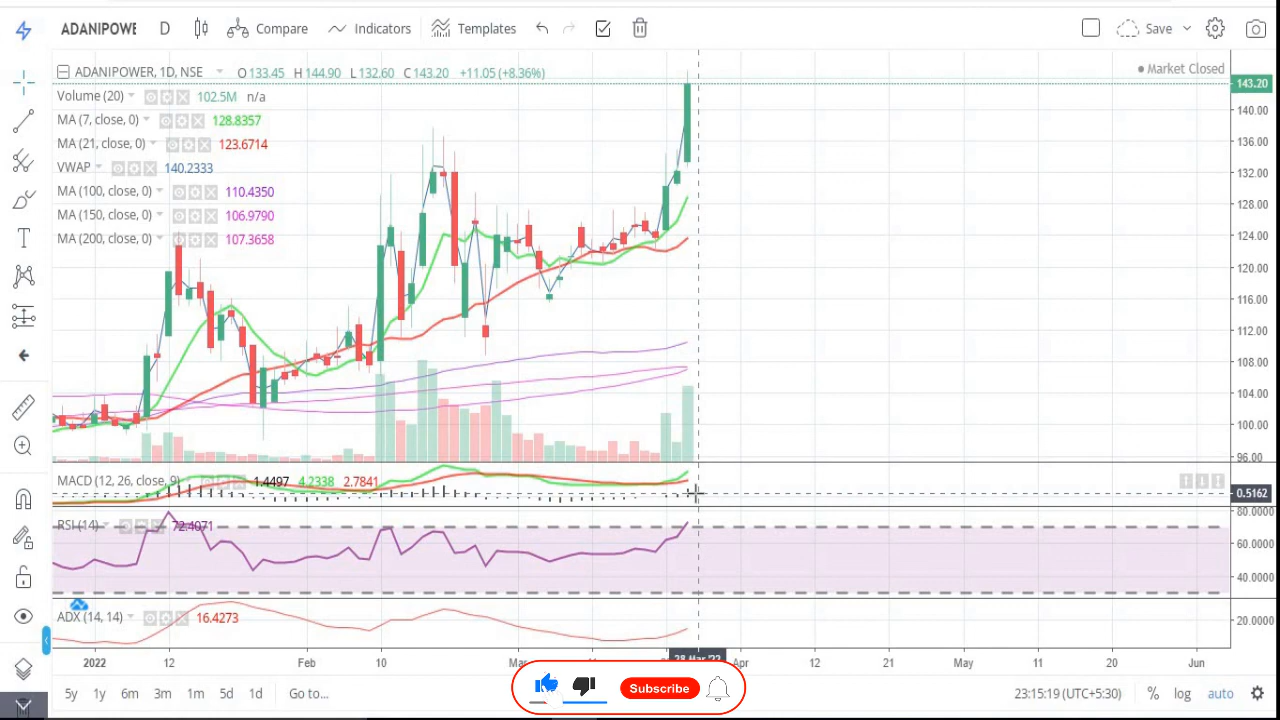 ADANIPOWE D Compare Indicators Templates Save
ADANIPOWER, 1D, NSE O 133.45 H 144.90 L 132.60 C 143.20 +11.05 (+8.36%) Market Closed
Volume (20) 102.5M n/a
MA (7, close, 0) 128.8357
MA (21, close, 0) 123.6714
VWAP 140.2333
MA (100, close, 0) 110.4350
MA (150, close, 0) 106.9790
MA (200, close, 0) 107.3658
143.20
140.00
136.00
132.00
128.00
124.00
120.00
116.00
112.00
108.00
104.00
100.00
96.00
MACD (12, 26, close, 9) 1.4497 4.2338 2.7841
0.5162
RSI (14) 72.4071
80.0000
60.0000
40.0000
ADX (14, 14) 16.4273
20.0000
2022 12 Feb 10 Mar 28 Mar '22 Apr 12 21 May 11 20 Jun
5y 1y 6m 3m 1m 5d 1d Go to... 23:15:19 (UTC+5:30) % log auto
Subscribe